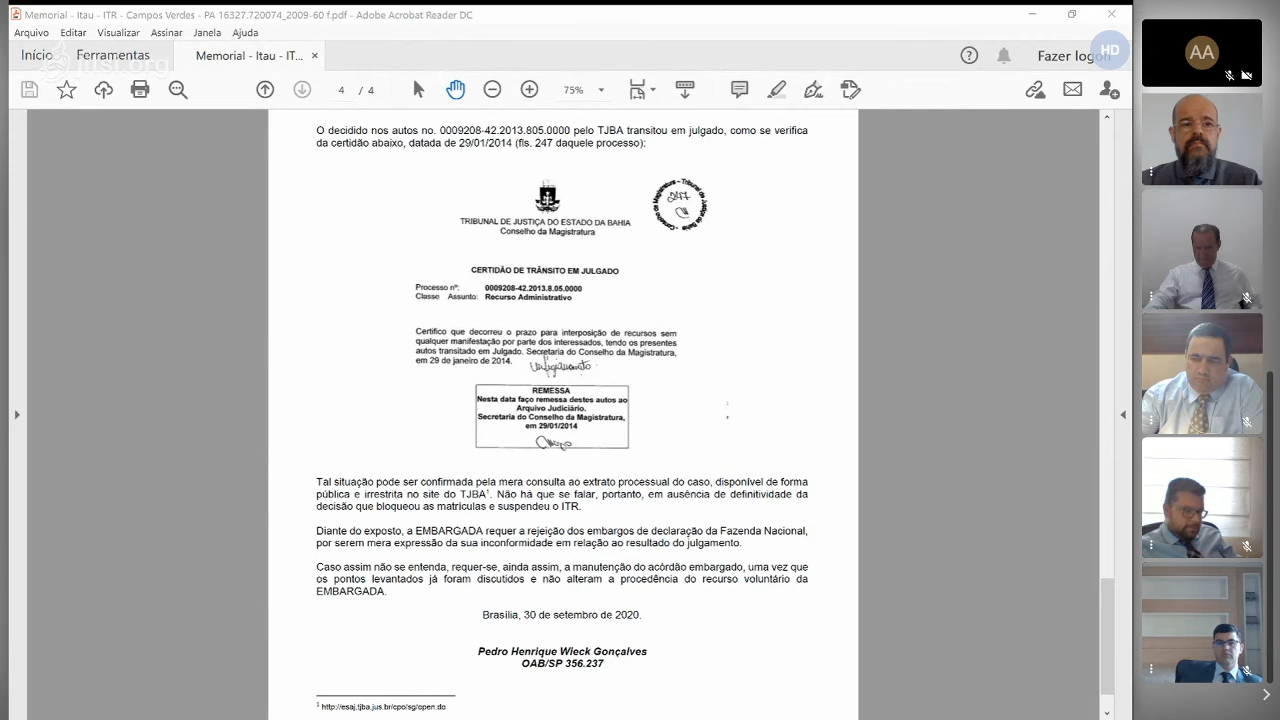 Memorial - Itau - ITR - Campos Verdes - PA 16327.720074_2009-60 f.pdf - Adobe Acrobat Reader DC
Arquivo Editar Visualizar Assinar Janela Ajuda
Início Ferramentas Memorial - Itau - IT... × Fazer logon
HD
AA
4 / 4 75%
O decidido nos autos no. 0009208-42.2013.805.0000 pelo TJBA transitou em julgado, como se verifica
da certidão abaixo, datada de 29/01/2014 (fls. 247 daquele processo):
TRIBUNAL DE JUSTIÇA DO ESTADO DA BAHIA
Conselho da Magistratura
Conselho da Magistratura - Tribunal de Justiça da Bahia
247
CERTIDÃO DE TRÂNSITO EM JULGADO
Processo nº: 0009208-42.2013.8.05.0000
Classe Assunto: Recurso Administrativo
Certifico que decorreu o prazo para interposição de recursos sem
qualquer manifestação por parte dos interessados, tendo os presentes
autos transitado em Julgado. Secretaria do Conselho da Magistratura,
em 29 de janeiro de 2014.
REMESSA
Nesta data faço remessa destes autos ao
Arquivo Judiciário.
Secretaria do Conselho da Magistratura,
em 29/01/2014
Tal situação pode ser confirmada pela mera consulta ao extrato processual do caso, disponível de forma
pública e irrestrita no site do TJBA¹. Não há que se falar, portanto, em ausência de definitividade da
decisão que bloqueou as matrículas e suspendeu o ITR.
Diante do exposto, a EMBARGADA requer a rejeição dos embargos de declaração da Fazenda Nacional,
por serem mera expressão da sua inconformidade em relação ao resultado do julgamento.
Caso assim não se entenda, requer-se, ainda assim, a manutenção do acórdão embargado, uma vez que
os pontos levantados já foram discutidos e não alteram a procedência do recurso voluntário da
EMBARGADA.
Brasília, 30 de setembro de 2020.
Pedro Henrique Wieck Gonçalves
OAB/SP 356.237
¹ http://esaj.tjba.jus.br/cpo/sg/open.do